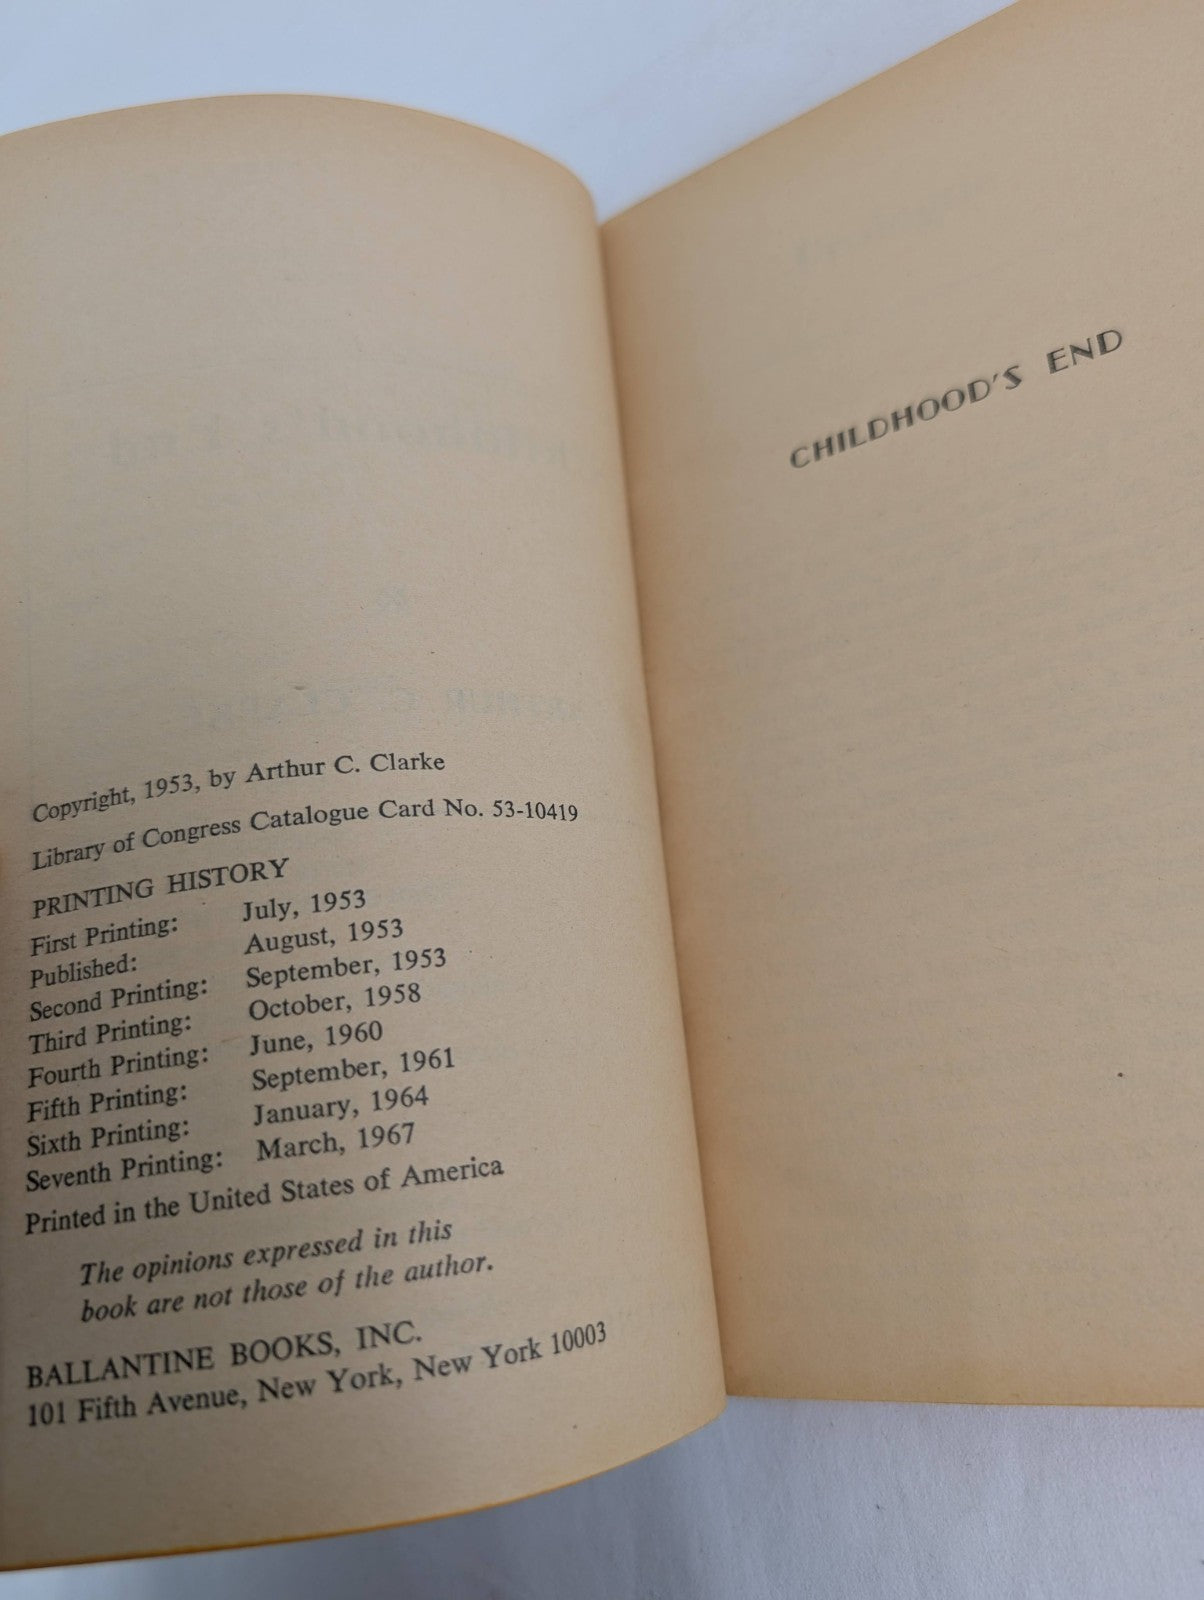 Copyright, 1953, by Arthur C. Clarke
Library of Congress Catalogue Card No. 53-10419
PRINTING HISTORY
First Printing: July, 1953
Published: August, 1953
Second Printing: September, 1953
Third Printing: October, 1958
Fourth Printing: June, 1960
Fifth Printing: September, 1961
Sixth Printing: January, 1964
Seventh Printing: March, 1967
Printed in the United States of America
The opinions expressed in this
book are not those of the author.
BALLANTINE BOOKS, INC.
101 Fifth Avenue, New York, New York 10003
CHILDHOOD'S END